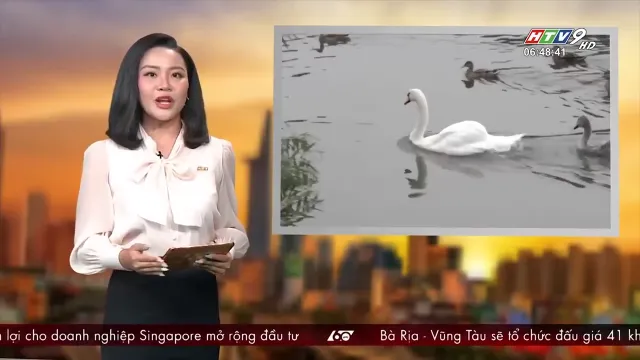 HTV9 HD
06:48:41
lợi cho doanh nghiệp Singapore mở rộng đầu tư
60
Bà Rịa - Vũng Tàu sẽ tổ chức đấu giá 41 kh